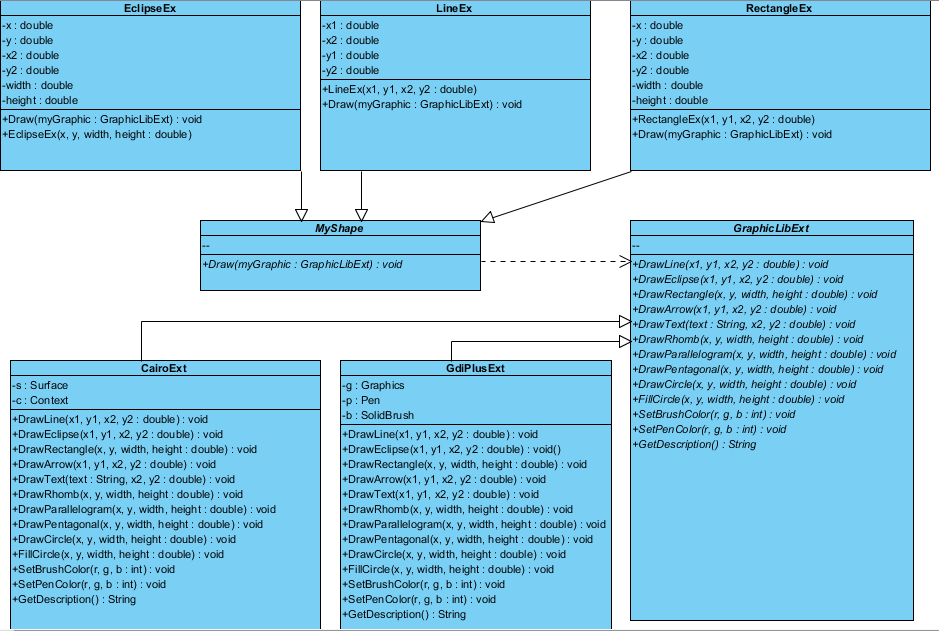 EclipseEx
-x : double
-y : double
-x2 : double
-y2 : double
-width : double
-height : double
+Draw(myGraphic : GraphicLibExt) : void
+EclipseEx(x, y, width, height : double)
LineEx
-x1 : double
-x2 : double
-y1 : double
-y2 : double
+LineEx(x1, y1, x2, y2 : double)
+Draw(myGraphic : GraphicLibExt) : void
RectangleEx
-x : double
-y : double
-x2 : double
-y2 : double
-width : double
-height : double
+RectangleEx(x1, y1, x2, y2 : double)
+Draw(myGraphic : GraphicLibExt) : void
MyShape
--
+Draw(myGraphic : GraphicLibExt) : void
GraphicLibExt
--
+DrawLine(x1, y1, x2, y2 : double) : void
+DrawEclipse(x1, y1, x2, y2 : double) : void
+DrawRectangle(x, y, width, height : double) : void
+DrawArrow(x1, y1, x2, y2 : double) : void
+DrawText(text : String, x2, y2 : double) : void
+DrawRhomb(x, y, width, height : double) : void
+DrawParallelogram(x, y, width, height : double) : void
+DrawPentagonal(x, y, width, height : double) : void
+DrawCircle(x, y, width, height : double) : void
+FillCircle(x, y, width, height : double) : void
+SetBrushColor(r, g, b : int) : void
+SetPenColor(r, g, b : int) : void
+GetDescription() : String
CairoExt
-s : Surface
-c : Context
+DrawLine(x1, y1, x2, y2 : double) : void
+DrawEclipse(x1, y1, x2, y2 : double) : void
+DrawRectangle(x, y, width, height : double) : void
+DrawArrow(x1, y1, x2, y2 : double) : void
+DrawText(text : String, x2, y2 : double) : void
+DrawRhomb(x, y, width, height : double) : void
+DrawParallelogram(x, y, width, height : double) : void
+DrawPentagonal(x, y, width, height : double) : void
+DrawCircle(x, y, width, height : double) : void
+FillCircle(x, y, width, height : double) : void
+SetBrushColor(r, g, b : int) : void
+SetPenColor(r, g, b : int) : void
+GetDescription() : String
GdiPlusExt
-g : Graphics
-p : Pen
-b : SolidBrush
+DrawLine(x1, y1, x2, y2 : double) : void
+DrawEclipse(x1, y1, x2, y2 : double) : void()
+DrawRectangle(x, y, width, height : double) : void
+DrawArrow(x1, y1, x2, y2 : double) : void
+DrawText(x1, y1, x2, y2 : double) : void
+DrawRhomb(x, y, width, height : double) : void
+DrawParallelogram(x, y, width, height : double) : void
+DrawPentagonal(x, y, width, height : double) : void
+DrawCircle(x, y, width, height : double) : void
+FillCircle(x, y, width, height : double) : void
+SetBrushColor(r, g, b : int) : void
+SetPenColor(r, g, b : int) : void
+GetDescription() : String